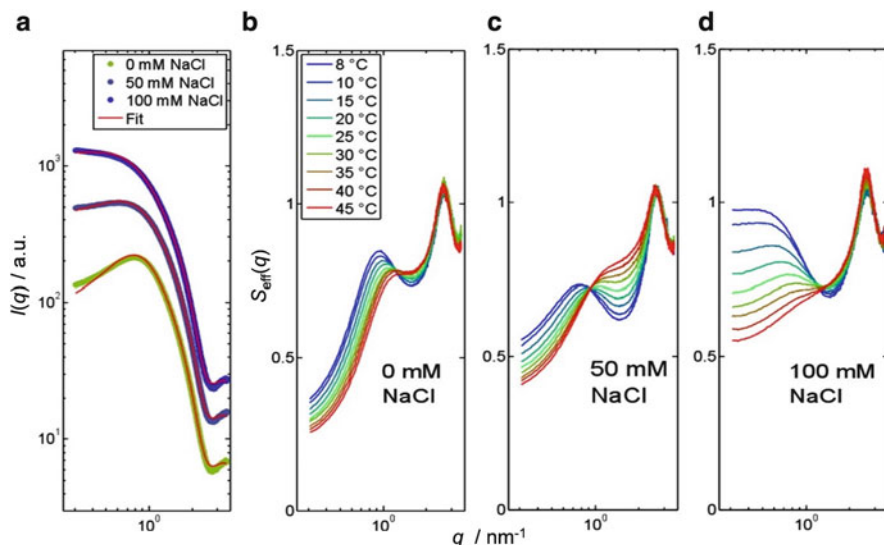 a
b
c
d
0 mM NaCl
50 mM NaCl
100 mM NaCl
Fit
10³
10²
10¹
10⁰
I(q) / a.u.
1.5
1
0.5
0
S_eff(q)
8 °C
10 °C
15 °C
20 °C
25 °C
30 °C
35 °C
40 °C
45 °C
0 mM
NaCl
10⁰
1.5
1
0.5
0
50 mM
NaCl
10⁰
1.5
1
0.5
0
100 mM
NaCl
10⁰
q / nm⁻¹